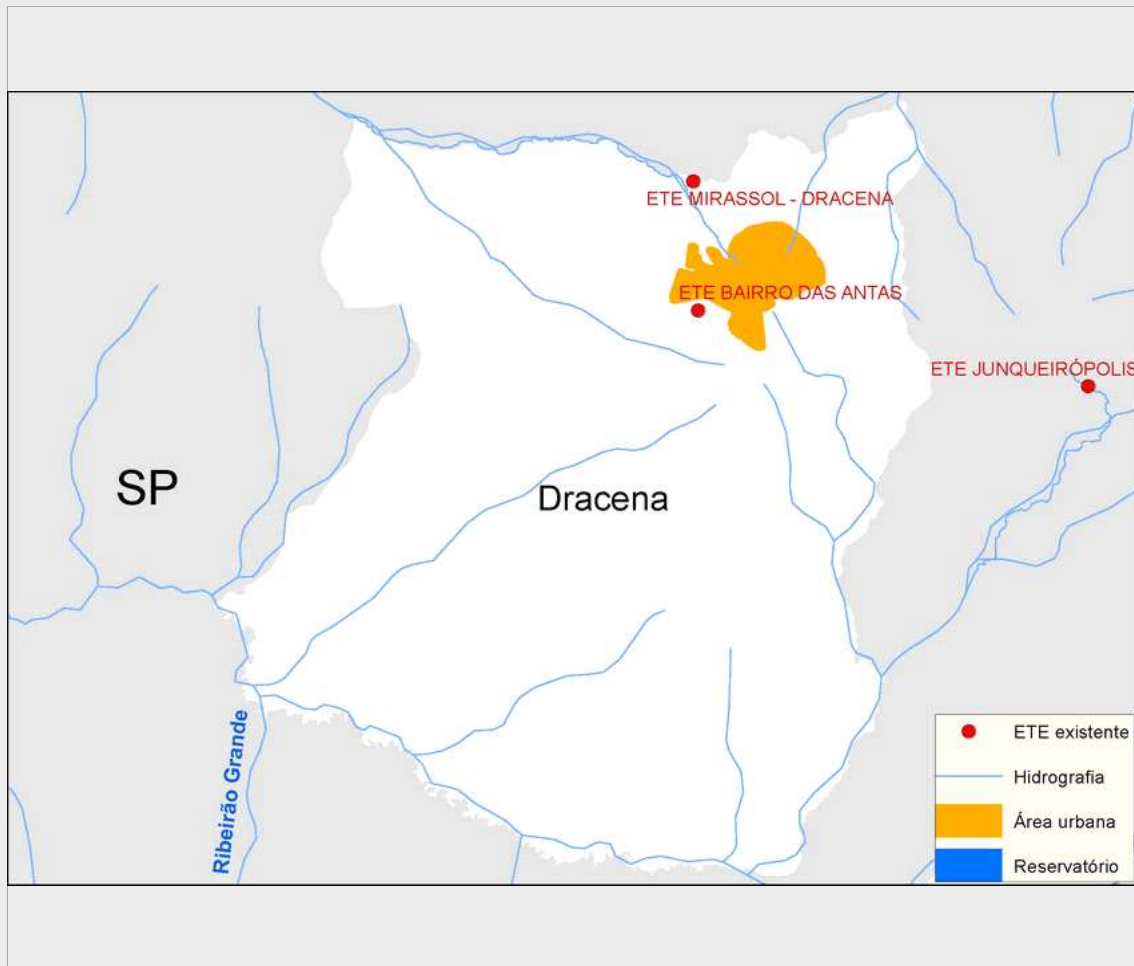 ETE MIRASSOL - DRACENA
ETE BAIRRO DAS ANTAS
ETE JUNQUEIRÓPOLIS
SP
Dracena
Ribeirão Grande
ETE existente
Hidrografia
Área urbana
Reservatório